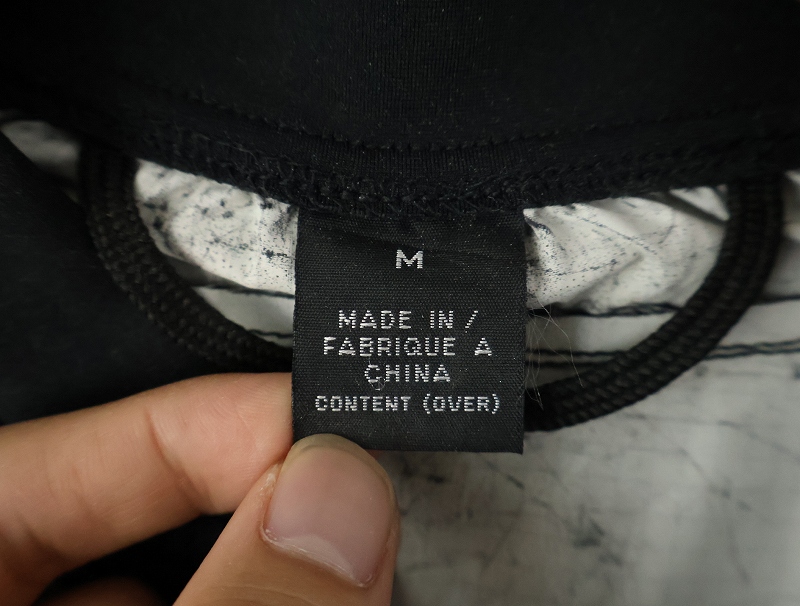 M
MADE IN /
FABRIQUE A
CHINA
CONTENT (OVER)